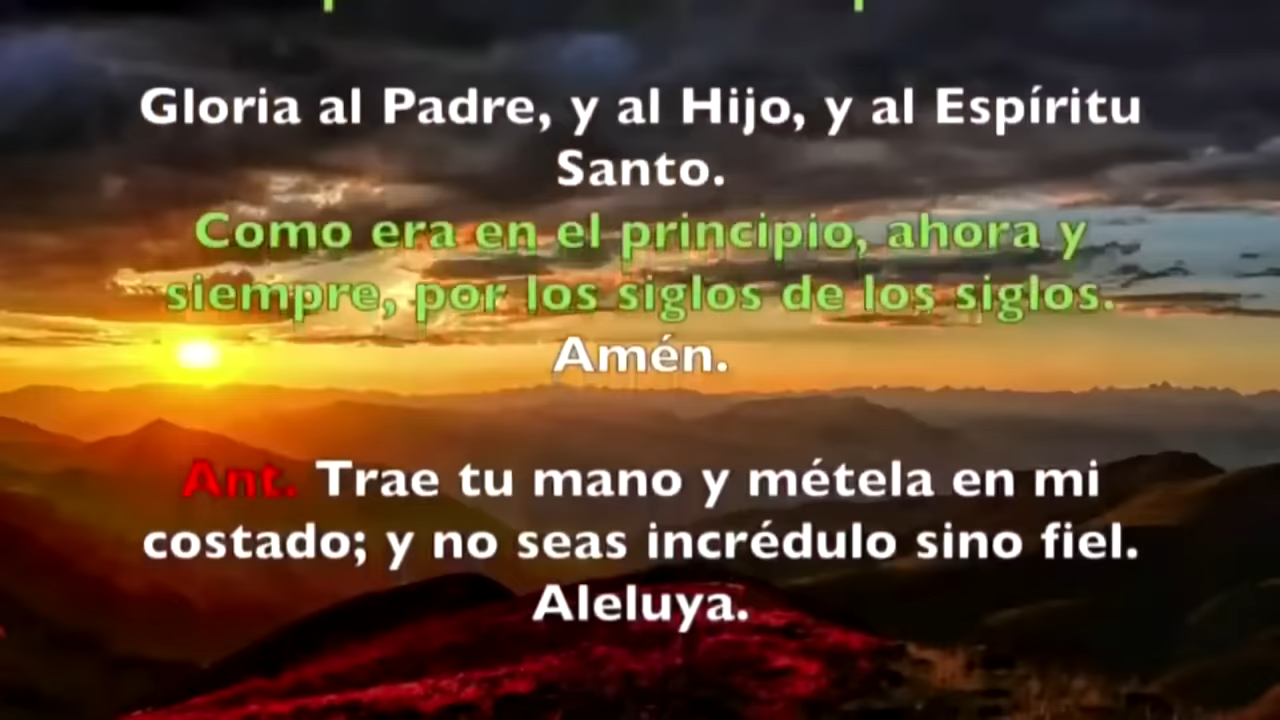 Gloria al Padre, y al Hijo, y al Espíritu
Santo.
Como era en el principio, ahora y
siempre, por los siglos de los siglos.
Amén.
Ant. Trae tu mano y métela en mi
costado; y no seas incrédulo sino fiel.
Aleluya.